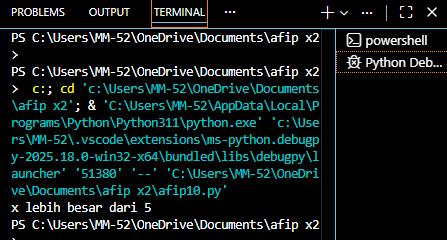 PROBLEMS OUTPUT TERMINAL ...
PS C:\Users\MM-52\OneDrive\Documents\afip x2
>
PS C:\Users\MM-52\OneDrive\Documents\afip x2
> c:; cd 'c:\Users\MM-52\OneDrive\Documents
\afip x2'; & 'C:\Users\MM-52\AppData\Local\P
rograms\Python\Python311\python.exe' 'c:\Use
rs\MM-52\.vscode\extensions\ms-python.debugp
y-2025.18.0-win32-x64\bundled\libs\debugpy\l
auncher' '51380' '--' 'C:\Users\MM-52\OneDri
ve\Documents\afip x2\afip10.py'
x lebih besar dari 5
PS C:\Users\MM-52\OneDrive\Documents\afip x2
>
powershell
Python Deb...